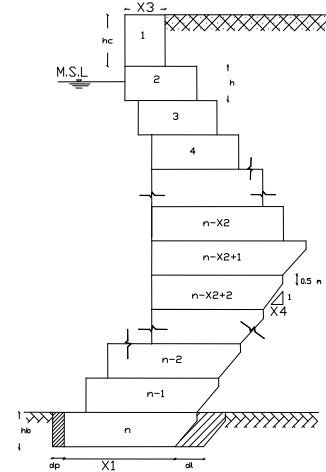 X3
hc
1
M.S.L
2
h
3
4
n-X2
n-X2+1
n-X2+2
0.5 m
1
X4
n-2
n-1
hb
n
dp
X1
dl